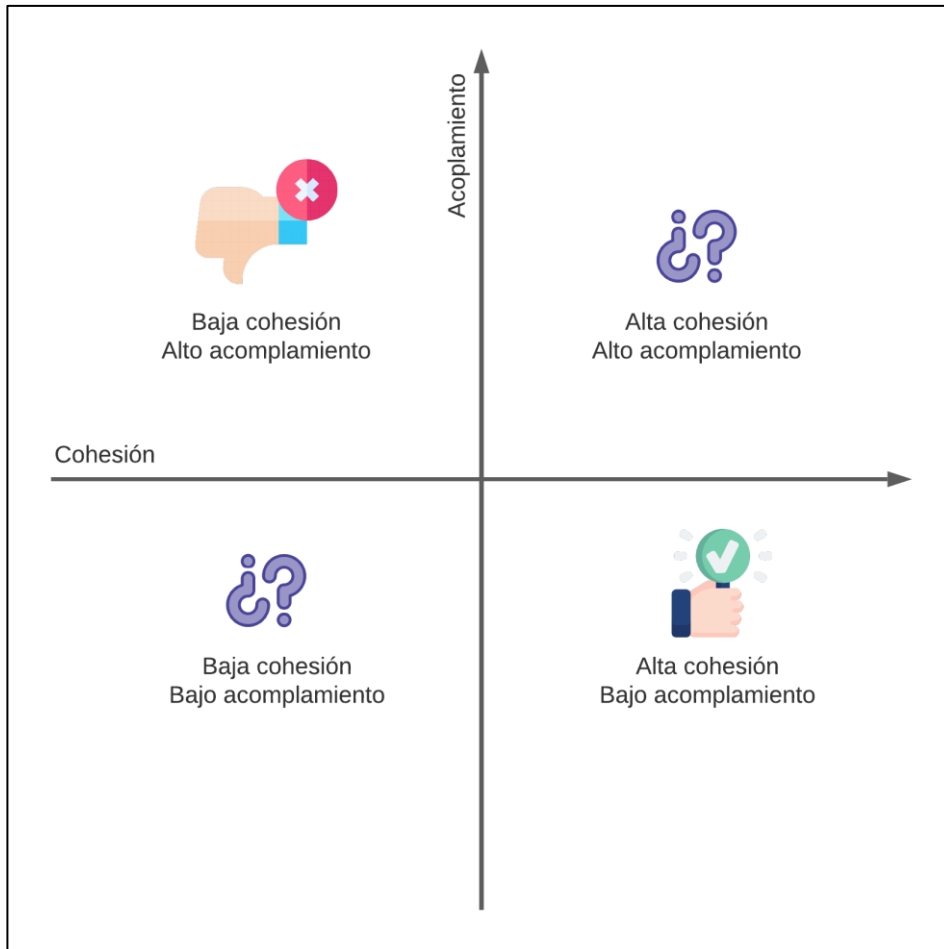 Acoplamiento
Baja cohesión
Alto acomplamiento
Alta cohesión
Alto acomplamiento
Cohesión
Baja cohesión
Bajo acomplamiento
Alta cohesión
Bajo acomplamiento